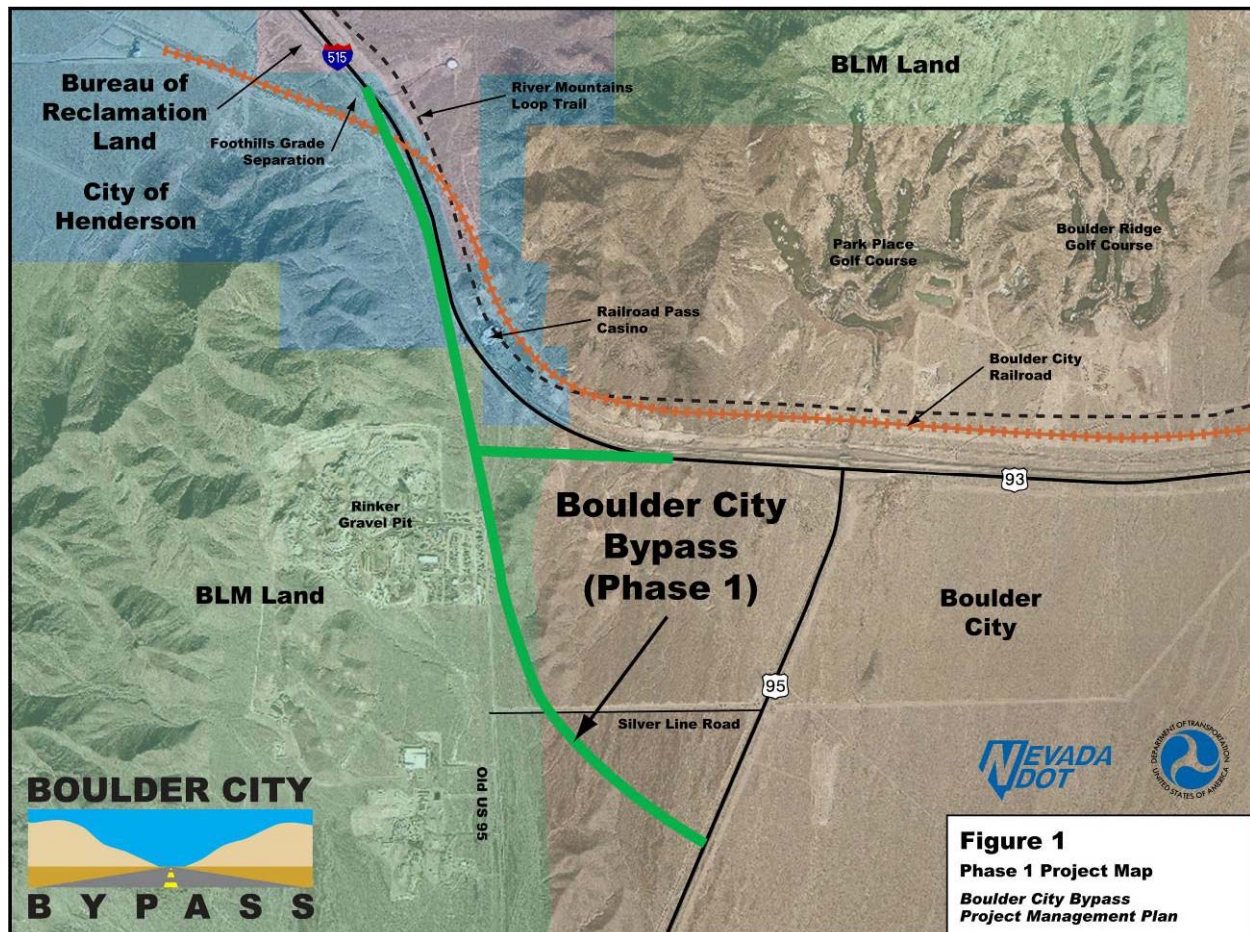 515
BLM Land
Bureau of
Reclamation
Land
River Mountains
Loop Trail
Foothills Grade
Separation
City of
Henderson
Park Place
Golf Course
Boulder Ridge
Golf Course
Railroad Pass
Casino
Boulder City
Railroad
93
Rinker
Gravel Pit
Boulder City
Bypass
(Phase 1)
BLM Land
Boulder
City
95
Silver Line Road
Old US 95
NEVADA
DOT
DEPARTMENT OF TRANSPORTATION
UNITED STATES OF AMERICA
BOULDER CITY
BYPASS
Figure 1
Phase 1 Project Map
Boulder City Bypass
Project Management Plan